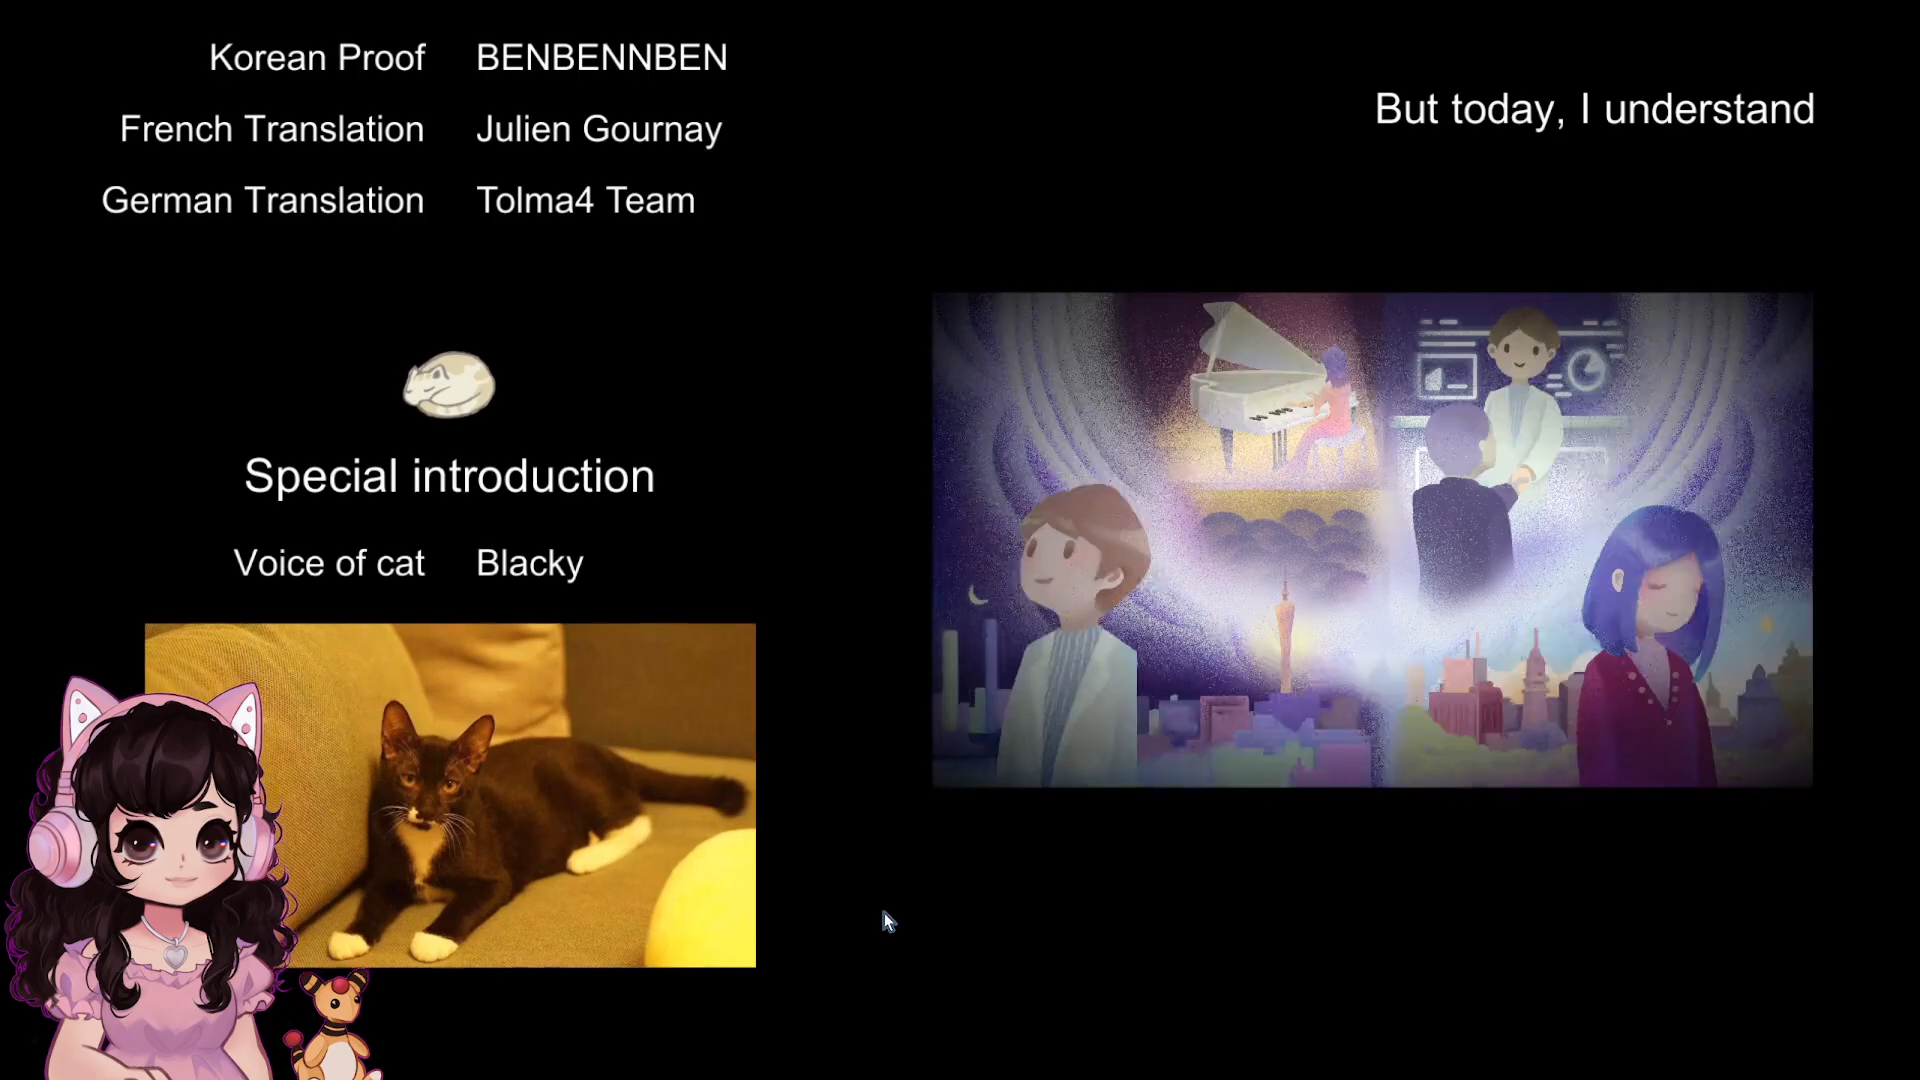 Korean Proof BENBENNBEN
French Translation Julien Gournay
German Translation Tolma4 Team
Special introduction
Voice of cat Blacky
But today, I understand